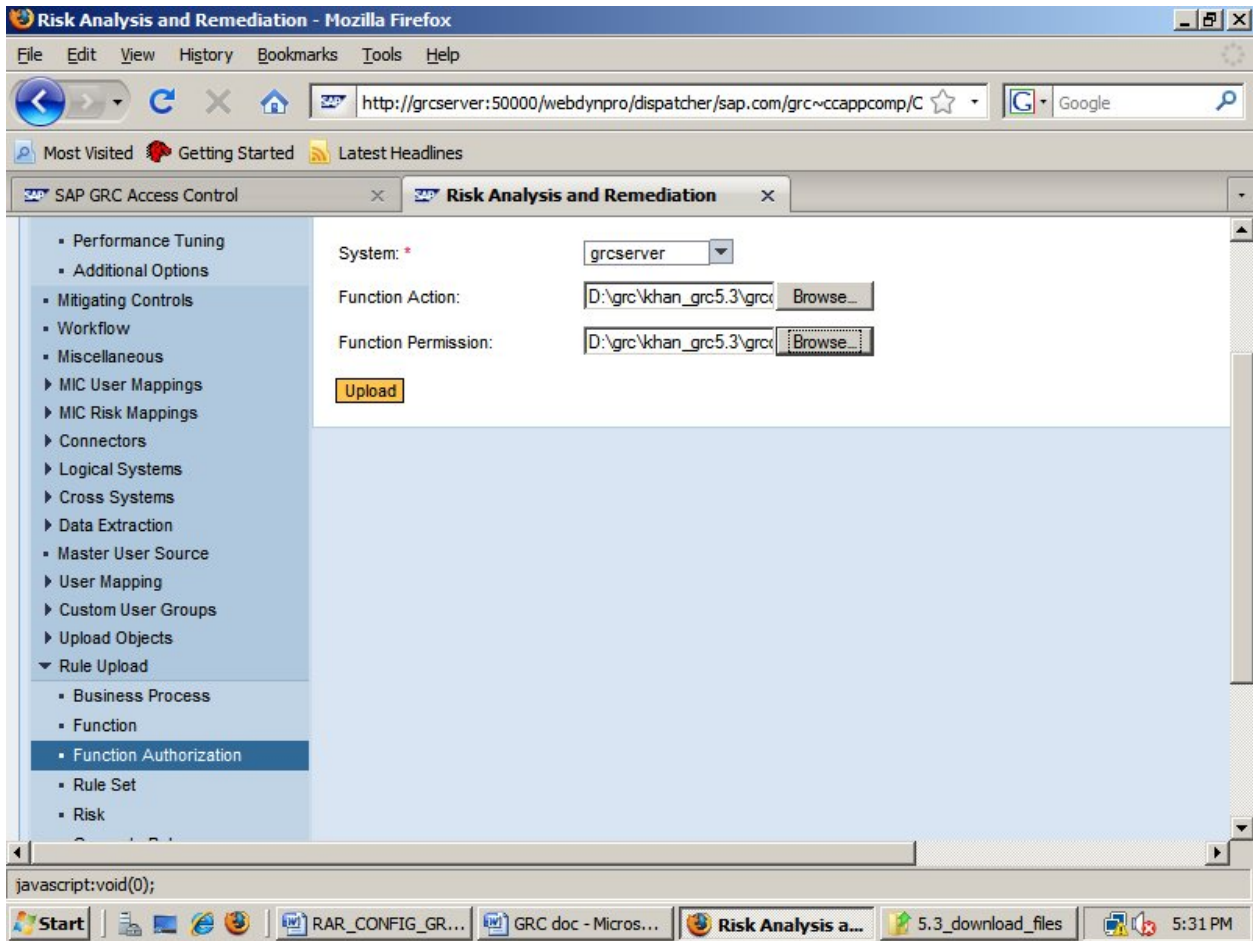 Risk Analysis and Remediation - Mozilla Firefox
File Edit View History Bookmarks Tools Help
http://grcserver:50000/webdynpro/dispatcher/sap.com/grc~ccappcomp/C
G Google
Most Visited Getting Started Latest Headlines
SAP SAP GRC Access Control
SAP Risk Analysis and Remediation
Performance Tuning
Additional Options
Mitigating Controls
Workflow
Miscellaneous
MIC User Mappings
MIC Risk Mappings
Connectors
Logical Systems
Cross Systems
Data Extraction
Master User Source
User Mapping
Custom User Groups
Upload Objects
Rule Upload
Business Process
Function
Function Authorization
Rule Set
Risk
System: * grcserver
Function Action: D:\grc\khan_grc5.3\grc Browse...
Function Permission: D:\grc\khan_grc5.3\grc Browse...
Upload
javascript:void(0);
Start RAR_CONFIG_GR... GRC doc - Micros... Risk Analysis a... 5.3_download_files 5:31 PM